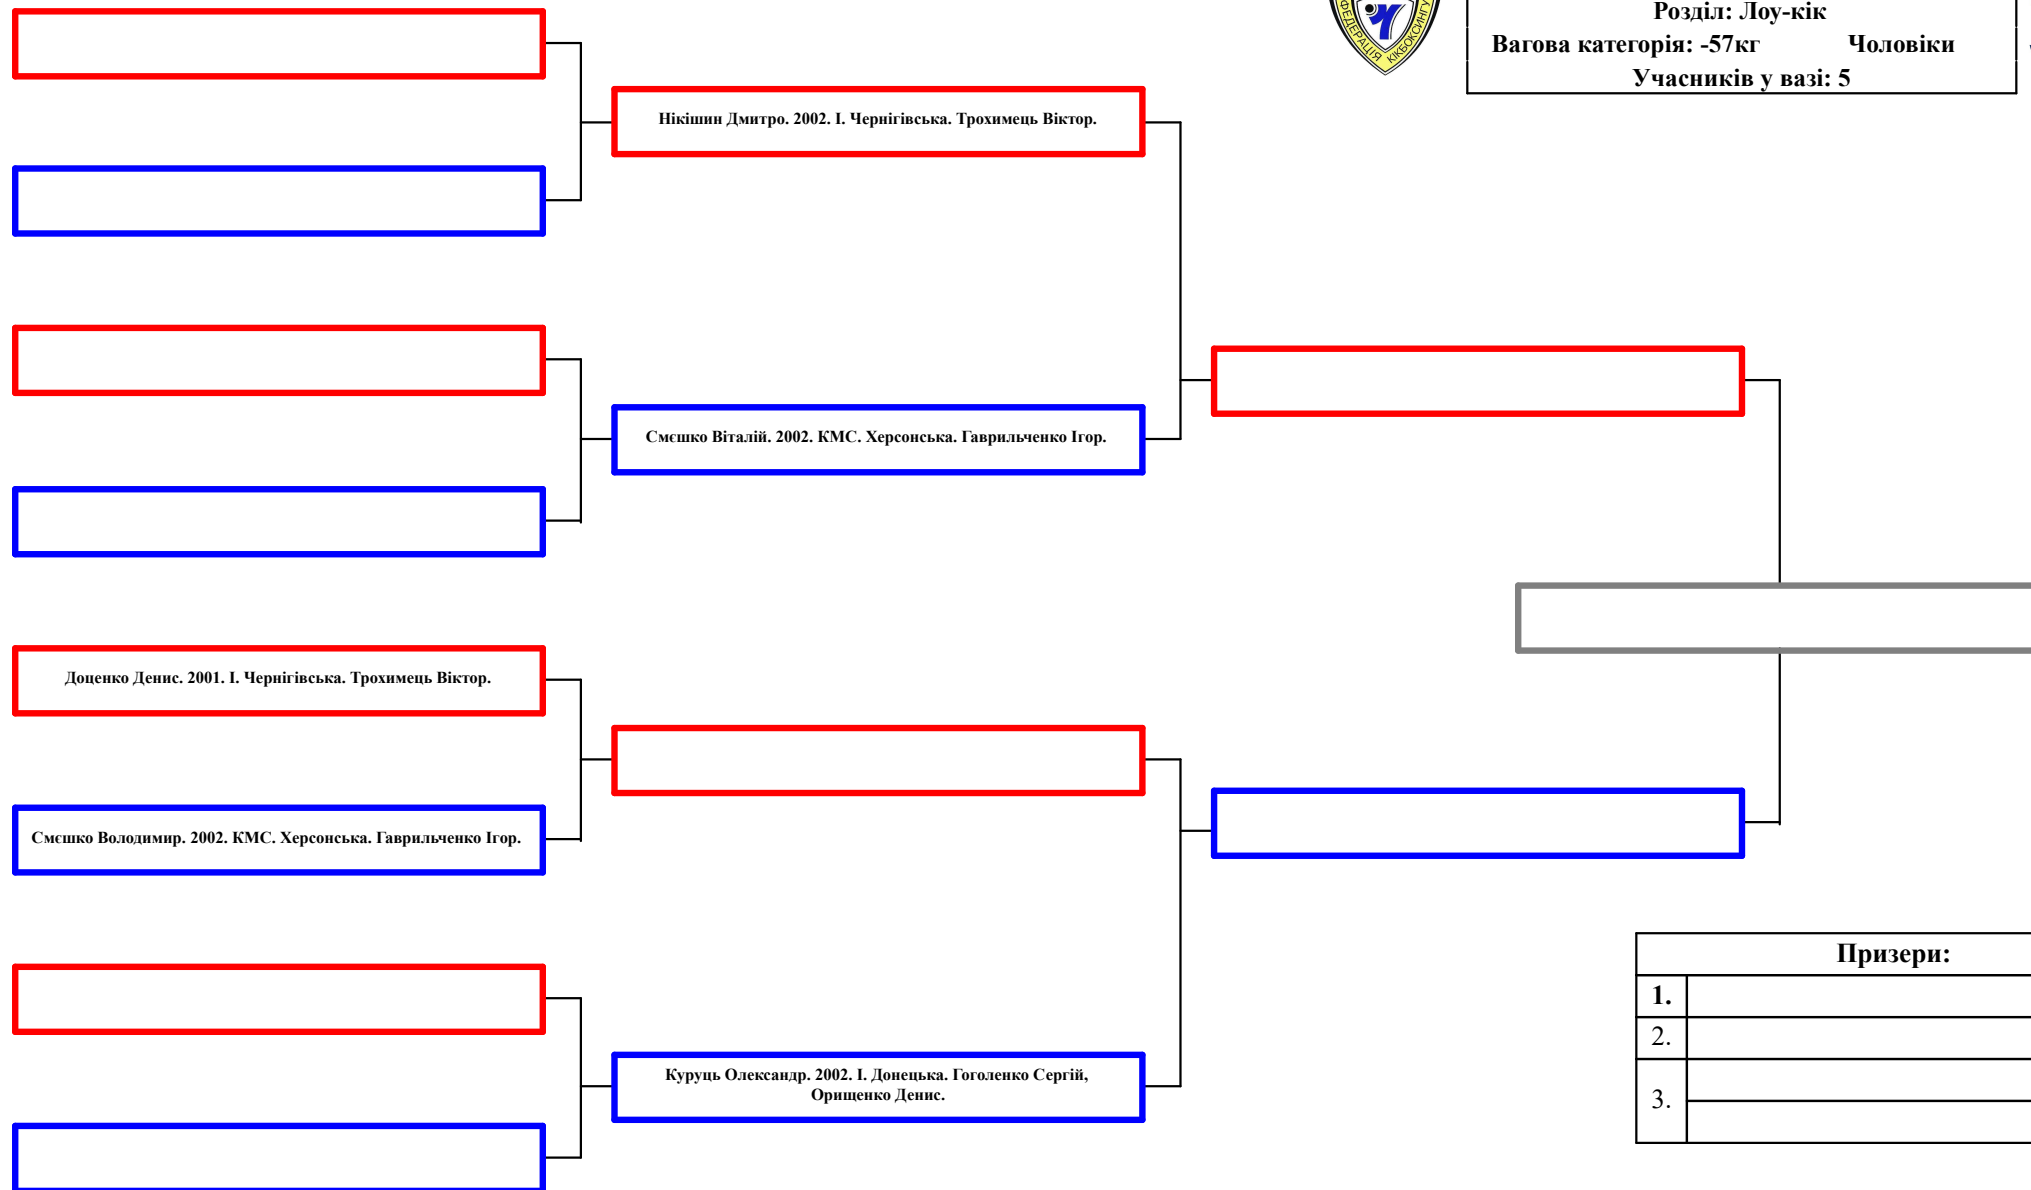 ФЕДЕРАЦІЯ КІКБОКСИНГУ
Розділ: Лоу-кік
Вагова категорія: -57кг Чоловіки
Учасників у вазі: 5
Нікішин Дмитро. 2002. І. Чернігівська. Трохимець Віктор.
Смєшко Віталій. 2002. КМС. Херсонська. Гаврильченко Ігор.
Доценко Денис. 2001. І. Чернігівська. Трохимець Віктор.
Смєшко Володимир. 2002. КМС. Херсонська. Гаврильченко Ігор.
Куруць Олександр. 2002. І. Донецька. Гоголенко Сергій,
Орищенко Денис.
Призери:
1.
2.
3.